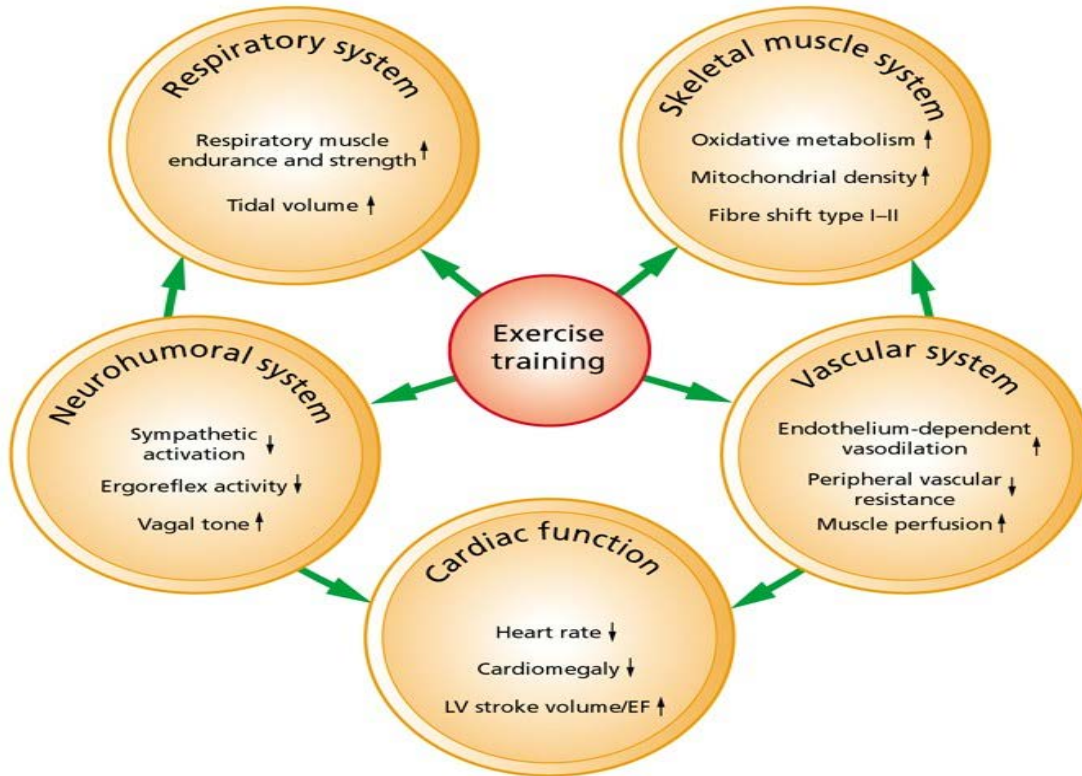 Respiratory system
Respiratory muscle
endurance and strength ↑
Tidal volume ↑
Skeletal muscle system
Oxidative metabolism ↑
Mitochondrial density ↑
Fibre shift type I–II
Exercise
training
Neurohumoral system
Sympathetic
activation ↓
Ergoreflex activity ↓
Vagal tone ↑
Vascular system
Endothelium-dependent
vasodilation ↑
Peripheral vascular
resistance ↓
Muscle perfusion ↑
Cardiac function
Heart rate ↓
Cardiomegaly ↓
LV stroke volume/EF ↑